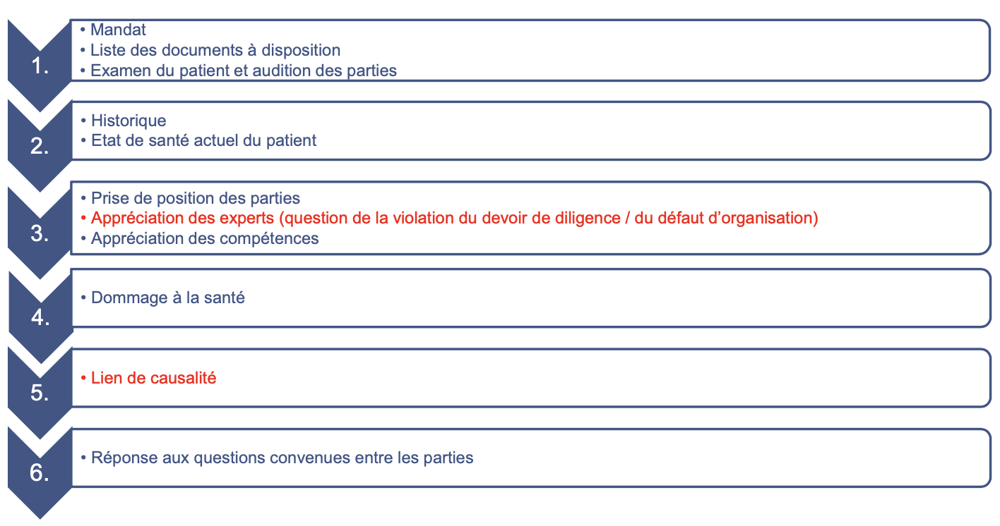 1.
• Mandat
• Liste des documents à disposition
• Examen du patient et audition des parties
2.
• Historique
• Etat de santé actuel du patient
3.
• Prise de position des parties
• Appréciation des experts (question de la violation du devoir de diligence / du défaut d’organisation)
• Appréciation des compétences
4.
• Dommage à la santé
5.
• Lien de causalité
6.
• Réponse aux questions convenues entre les parties